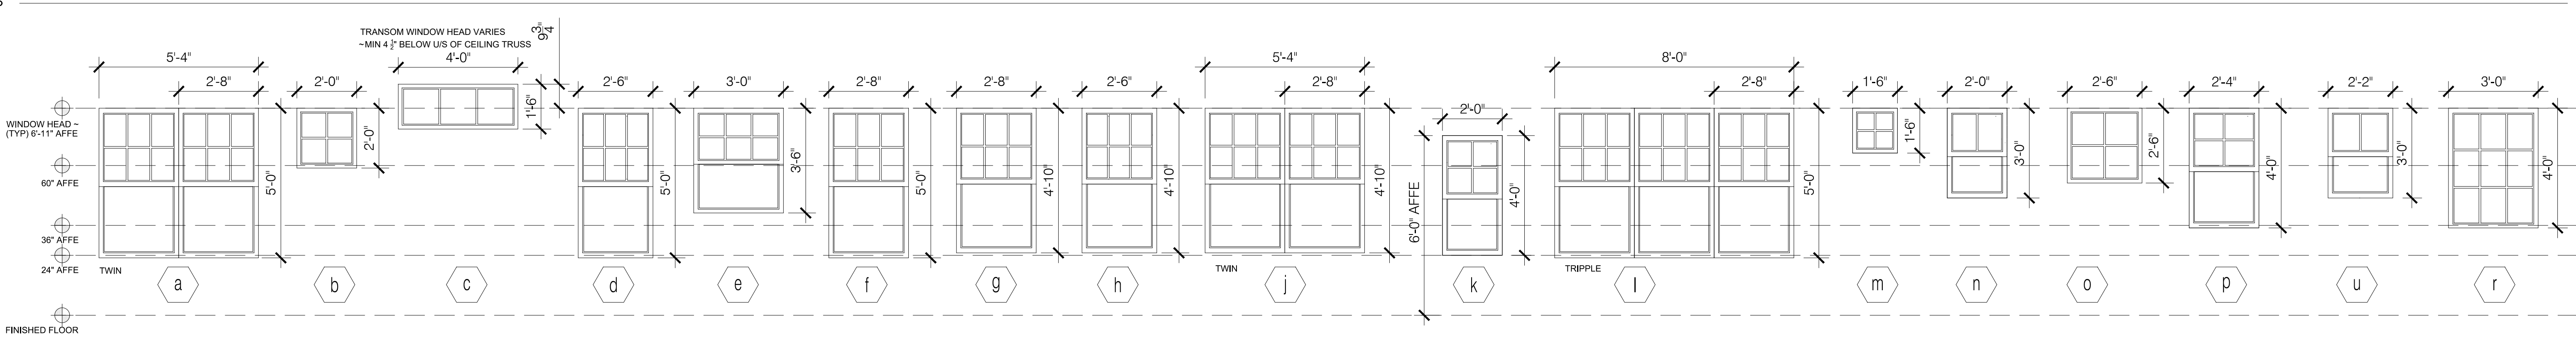 TRANSOM WINDOW HEAD VARIES
~MIN 4 1/2" BELOW U/S OF CEILING TRUSS
9 3/4
5'-4"
2'-8"
2'-0"
4'-0"
2'-6"
3'-0"
2'-8"
2'-8"
2'-6"
5'-4"
2'-8"
2'-0"
8'-0"
2'-8"
1'-6"
2'-0"
2'-6"
2'-4"
2'-2"
3'-0"
WINDOW HEAD ~
(TYP) 6'-11" AFFE
60" AFFE
36" AFFE
24" AFFE
FINISHED FLOOR
5'-0"
2'-0"
1'-6"
5'-0"
3'-6"
5'-0"
4'-10"
4'-10"
4'-10"
6'-0" AFFE
4'-0"
5'-0"
1'-6"
3'-0"
2'-6"
4'-0"
3'-0"
4'-0"
TWIN
TWIN
TRIPPLE
a
b
c
d
e
f
g
h
j
k
l
m
n
o
p
u
r